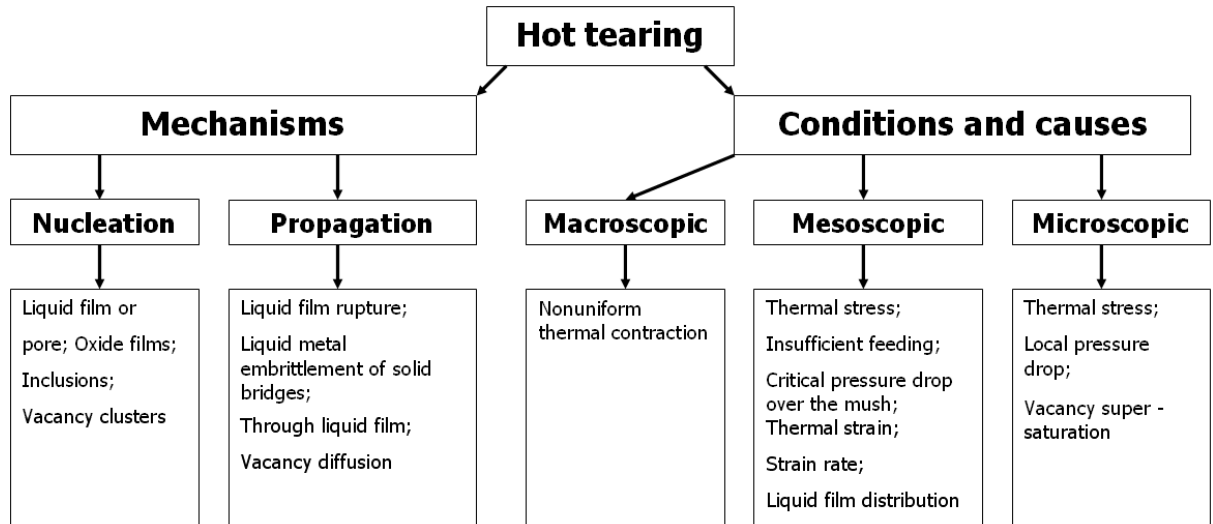 Hot tearing
Mechanisms
Conditions and causes
Nucleation
Propagation
Macroscopic
Mesoscopic
Microscopic
Liquid film or
pore; Oxide films;
Inclusions;
Vacancy clusters
Liquid film rupture;
Liquid metal
embrittlement of solid
bridges;
Through liquid film;
Vacancy diffusion
Nonuniform
thermal contraction
Thermal stress;
Insufficient feeding;
Critical pressure drop
over the mush;
Thermal strain;
Strain rate;
Liquid film distribution
Thermal stress;
Local pressure
drop;
Vacancy super -
saturation